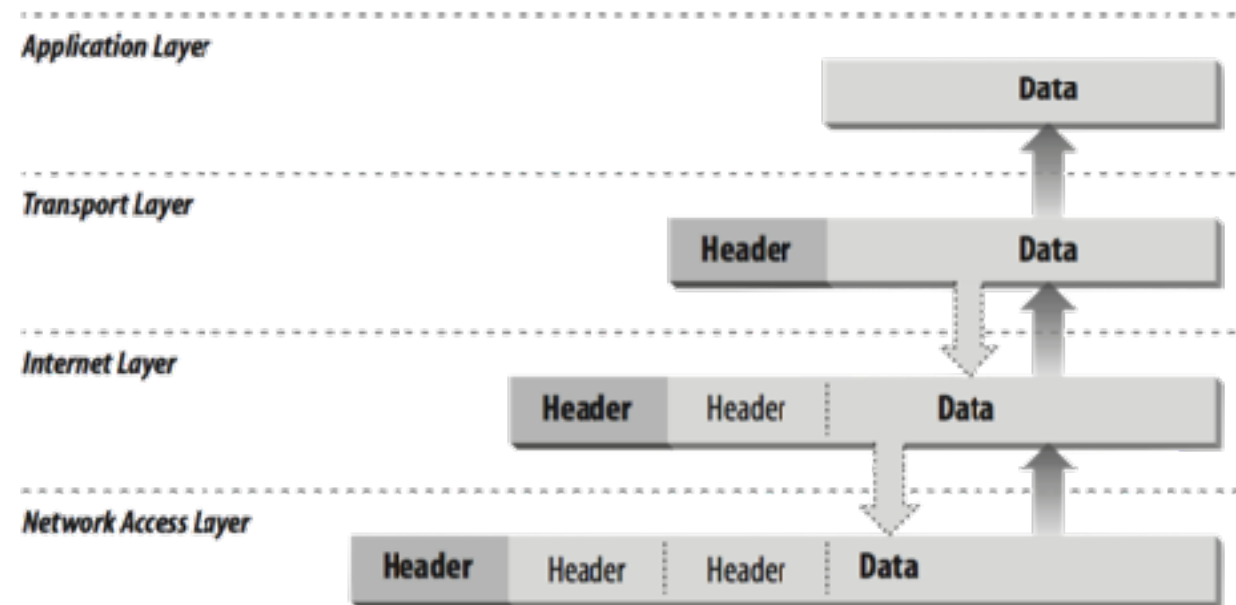 Application Layer
Data
Transport Layer
Header Data
Internet Layer
Header Header Data
Network Access Layer
Header Header Header Data